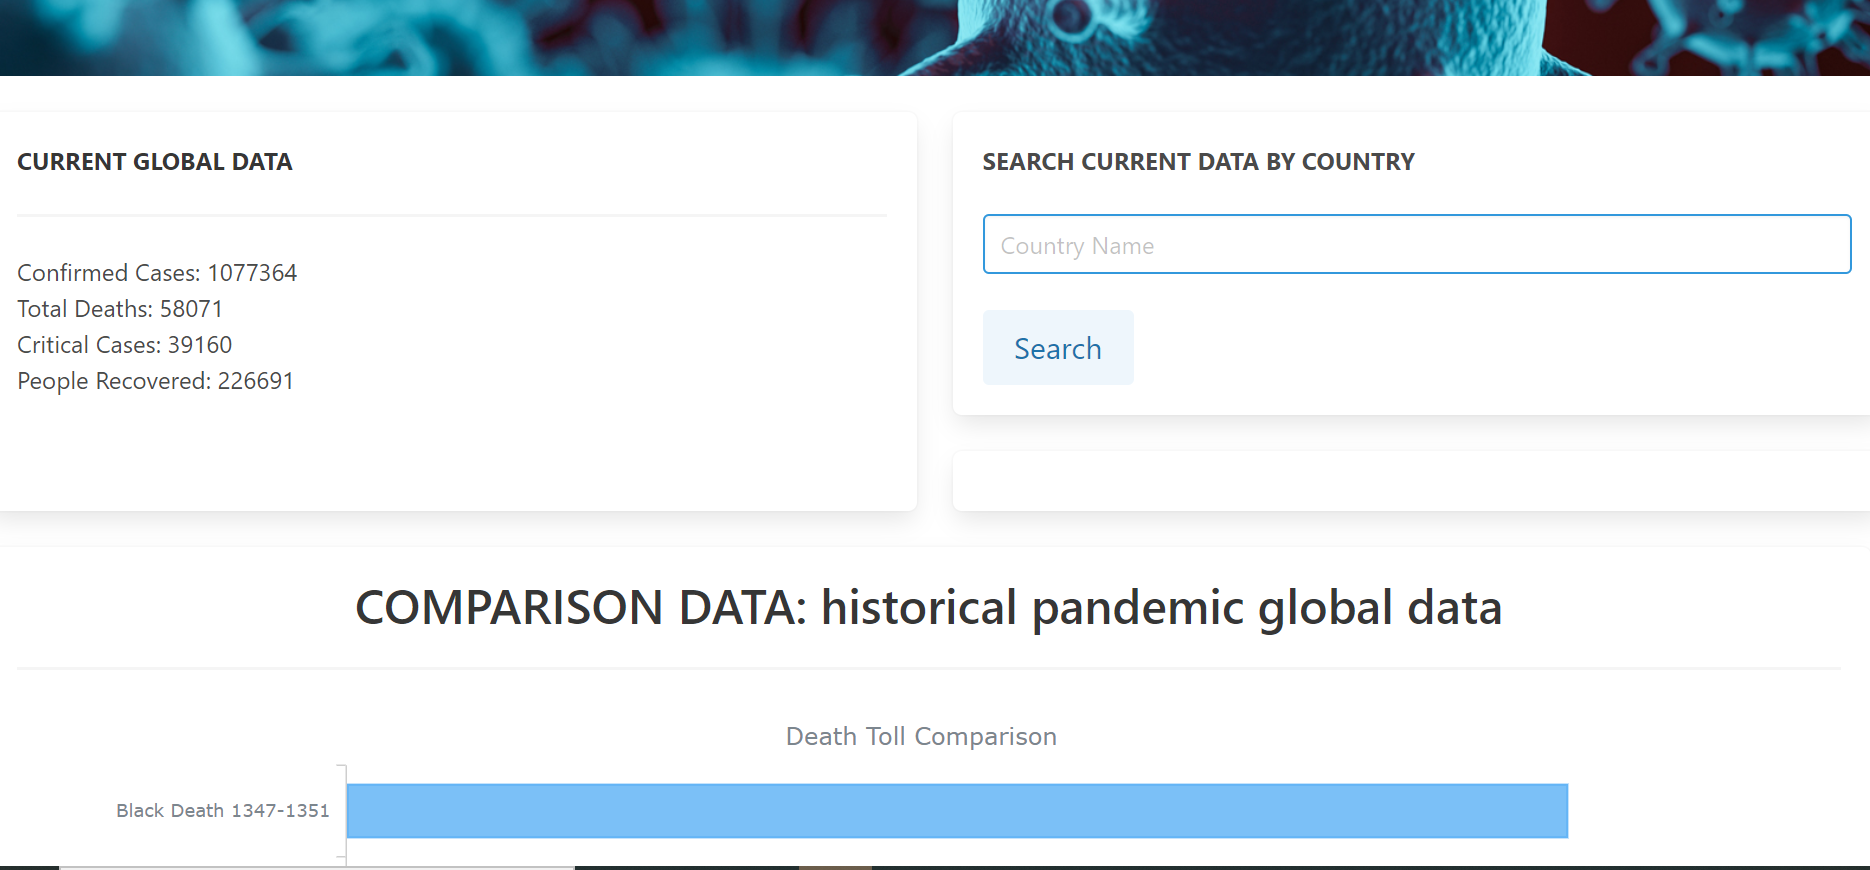 CURRENT GLOBAL DATA
Confirmed Cases: 1077364
Total Deaths: 58071
Critical Cases: 39160
People Recovered: 226691
SEARCH CURRENT DATA BY COUNTRY
Country Name
Search
COMPARISON DATA: historical pandemic global data
Death Toll Comparison
Black Death 1347-1351